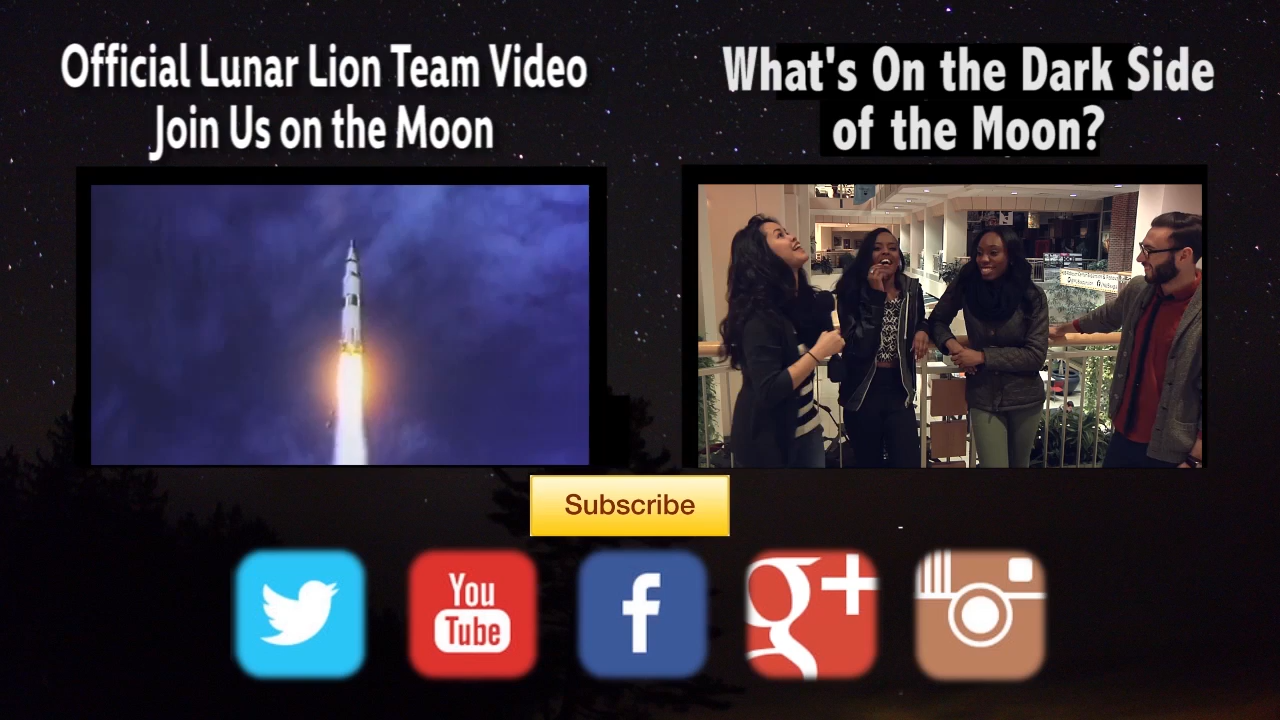 Official Lunar Lion Team Video
Join Us on the Moon
What's On the Dark Side
of the Moon?
Subscribe
You
Tube
f
g+